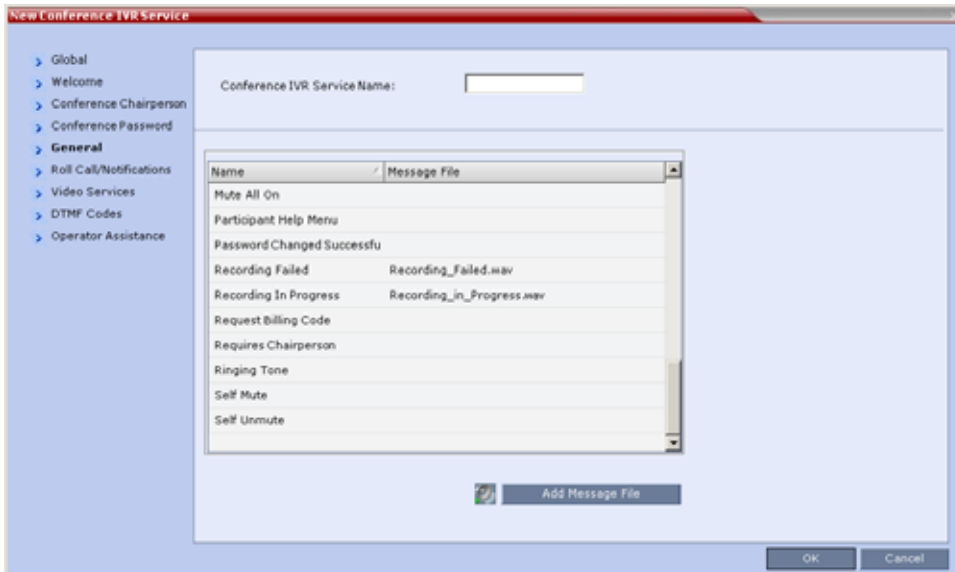 New Conference IVR Service
Global
Welcome
Conference Chairperson
Conference Password
General
Roll Call/Notifications
Video Services
DTMF Codes
Operator Assistance
Conference IVR Service Name:
Name Message File
Mute All On
Participant Help Menu
Password Changed Successfu
Recording Failed Recording_Failed.wav
Recording In Progress Recording_in_Progress.wav
Request Billing Code
Requires Chairperson
Ringing Tone
Self Mute
Self Unmute
Add Message File
OK Cancel